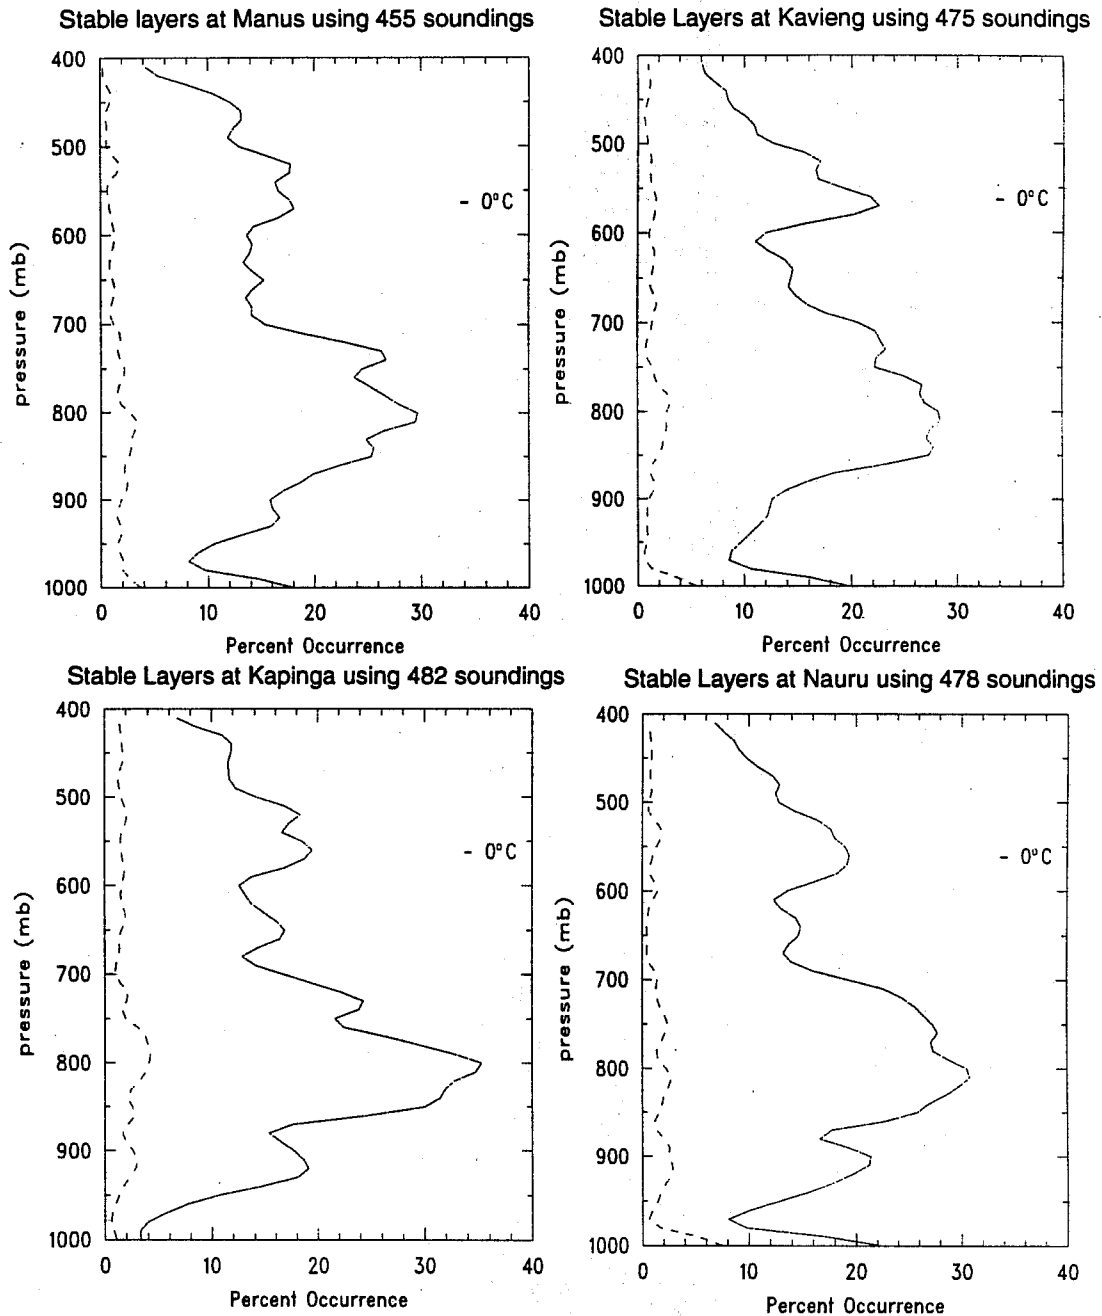 Stable layers at Manus using 455 soundings
400
500
600
700
800
900
1000
pressure (mb)
- 0°C
0 10 20 30 40
Percent Occurrence
Stable Layers at Kavieng using 475 soundings
400
500
600
700
800
900
1000
pressure (mb)
- 0°C
0 10 20 30 40
Percent Occurrence
Stable Layers at Kapinga using 482 soundings
400
500
600
700
800
900
1000
pressure (mb)
- 0°C
0 10 20 30 40
Percent Occurrence
Stable Layers at Nauru using 478 soundings
400
500
600
700
800
900
1000
pressure (mb)
- 0°C
0 10 20 30 40
Percent Occurrence